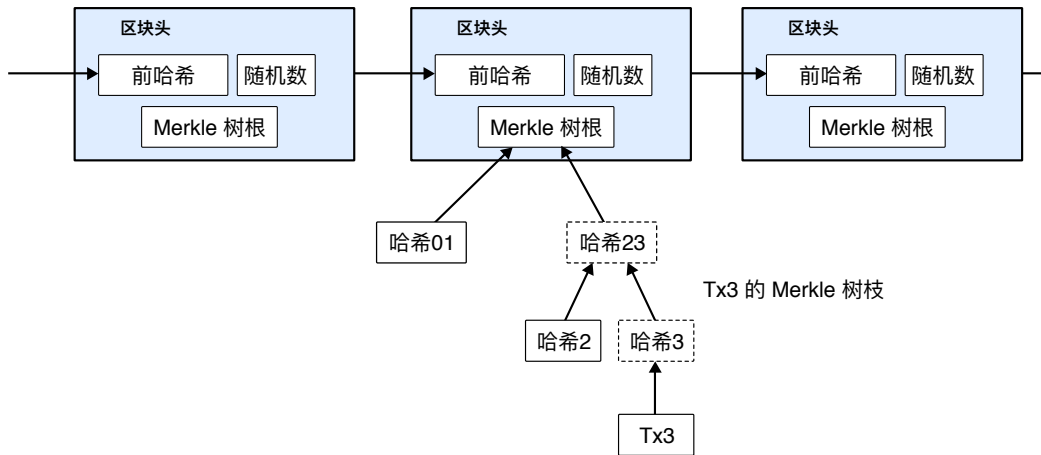 区块头
前哈希
随机数
Merkle 树根
区块头
前哈希
随机数
Merkle 树根
区块头
前哈希
随机数
Merkle 树根
哈希01
哈希23
Tx3 的 Merkle 树枝
哈希2
哈希3
Tx3